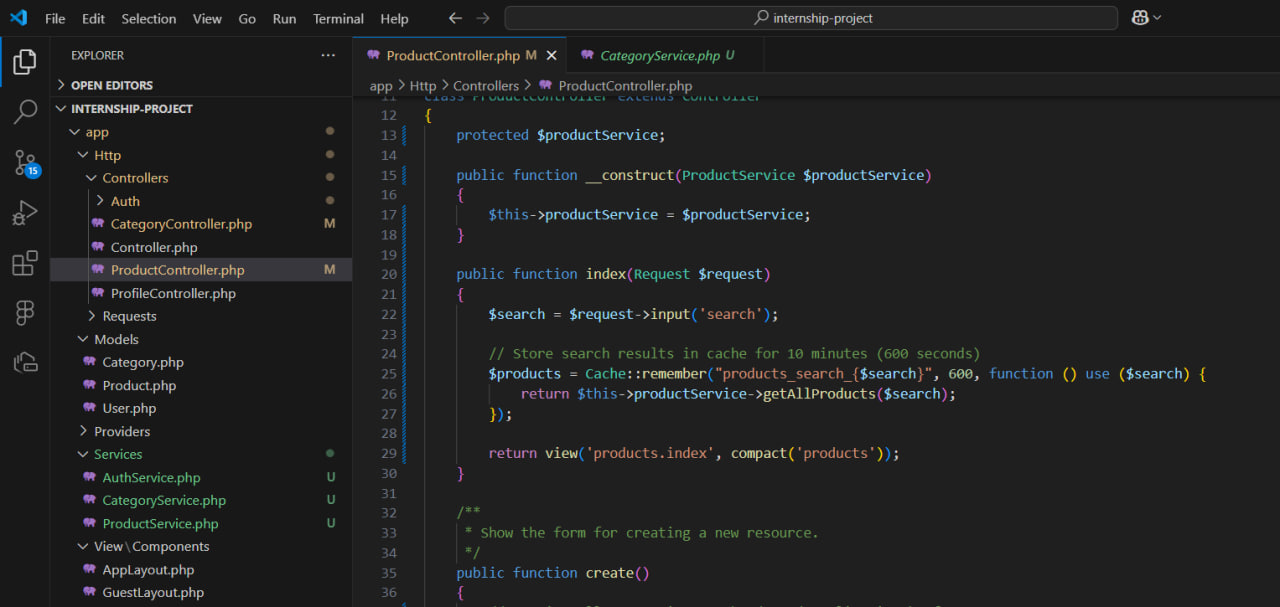 File Edit Selection View Go Run Terminal Help
internship-project
EXPLORER
OPEN EDITORS
INTERNSHIP-PROJECT
app
Http
Controllers
Auth
CategoryController.php M
Controller.php
ProductController.php M
ProfileController.php
Requests
Models
Category.php
Product.php
User.php
Providers
Services
AuthService.php U
CategoryService.php U
ProductService.php U
View\Components
AppLayout.php
GuestLayout.php
15
ProductController.php M
CategoryService.php U
app > Http > Controllers > ProductController.php
11 class ProductController extends Controller
12 {
13 protected $productService;
14
15 public function __construct(ProductService $productService)
16 {
17 $this->productService = $productService;
18 }
19
20 public function index(Request $request)
21 {
22 $search = $request->input('search');
23
24 // Store search results in cache for 10 minutes (600 seconds)
25 $products = Cache::remember("products_search_{$search}", 600, function () use ($search) {
26 return $this->productService->getAllProducts($search);
27 });
28
29 return view('products.index', compact('products'));
30 }
31
32 /**
33 * Show the form for creating a new resource.
34 */
35 public function create()
36 {